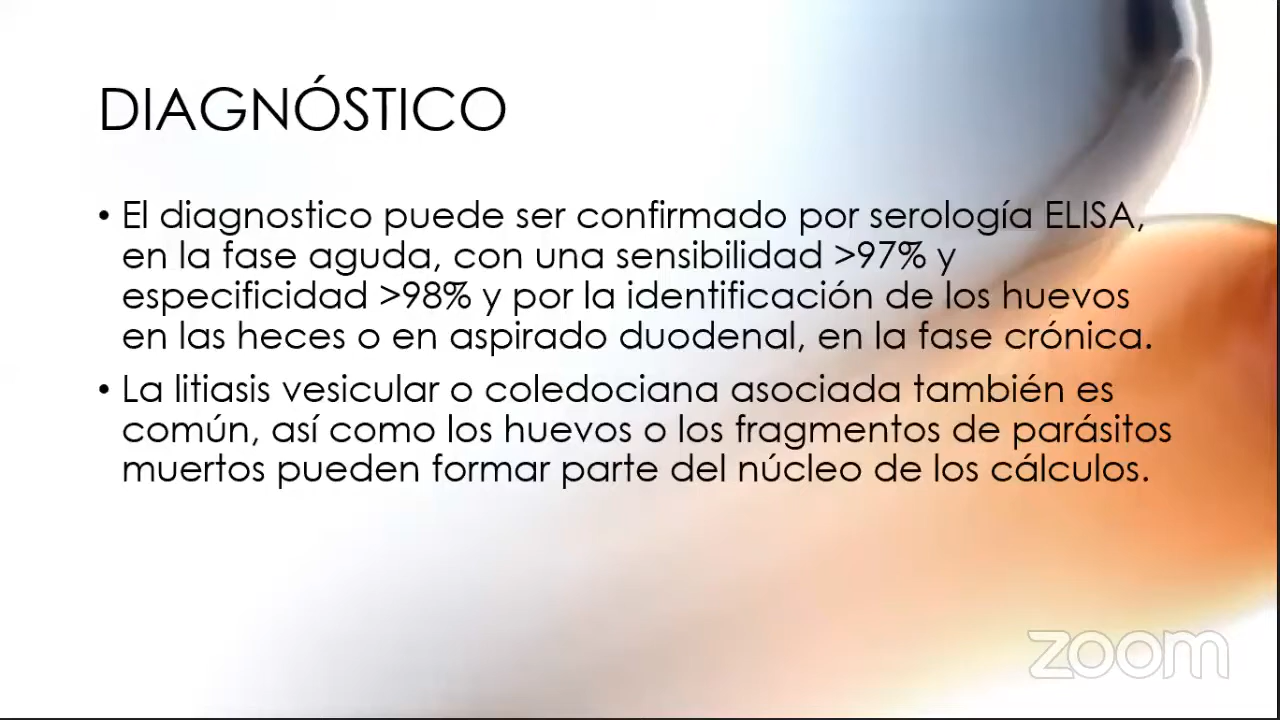 DIAGNÓSTICO
• El diagnostico puede ser confirmado por serología ELISA,
en la fase aguda, con una sensibilidad >97% y
especificidad >98% y por la identificación de los huevos
en las heces o en aspirado duodenal, en la fase crónica.
• La litiasis vesicular o coledociana asociada también es
común, así como los huevos o los fragmentos de parásitos
muertos pueden formar parte del núcleo de los cálculos.
zoom